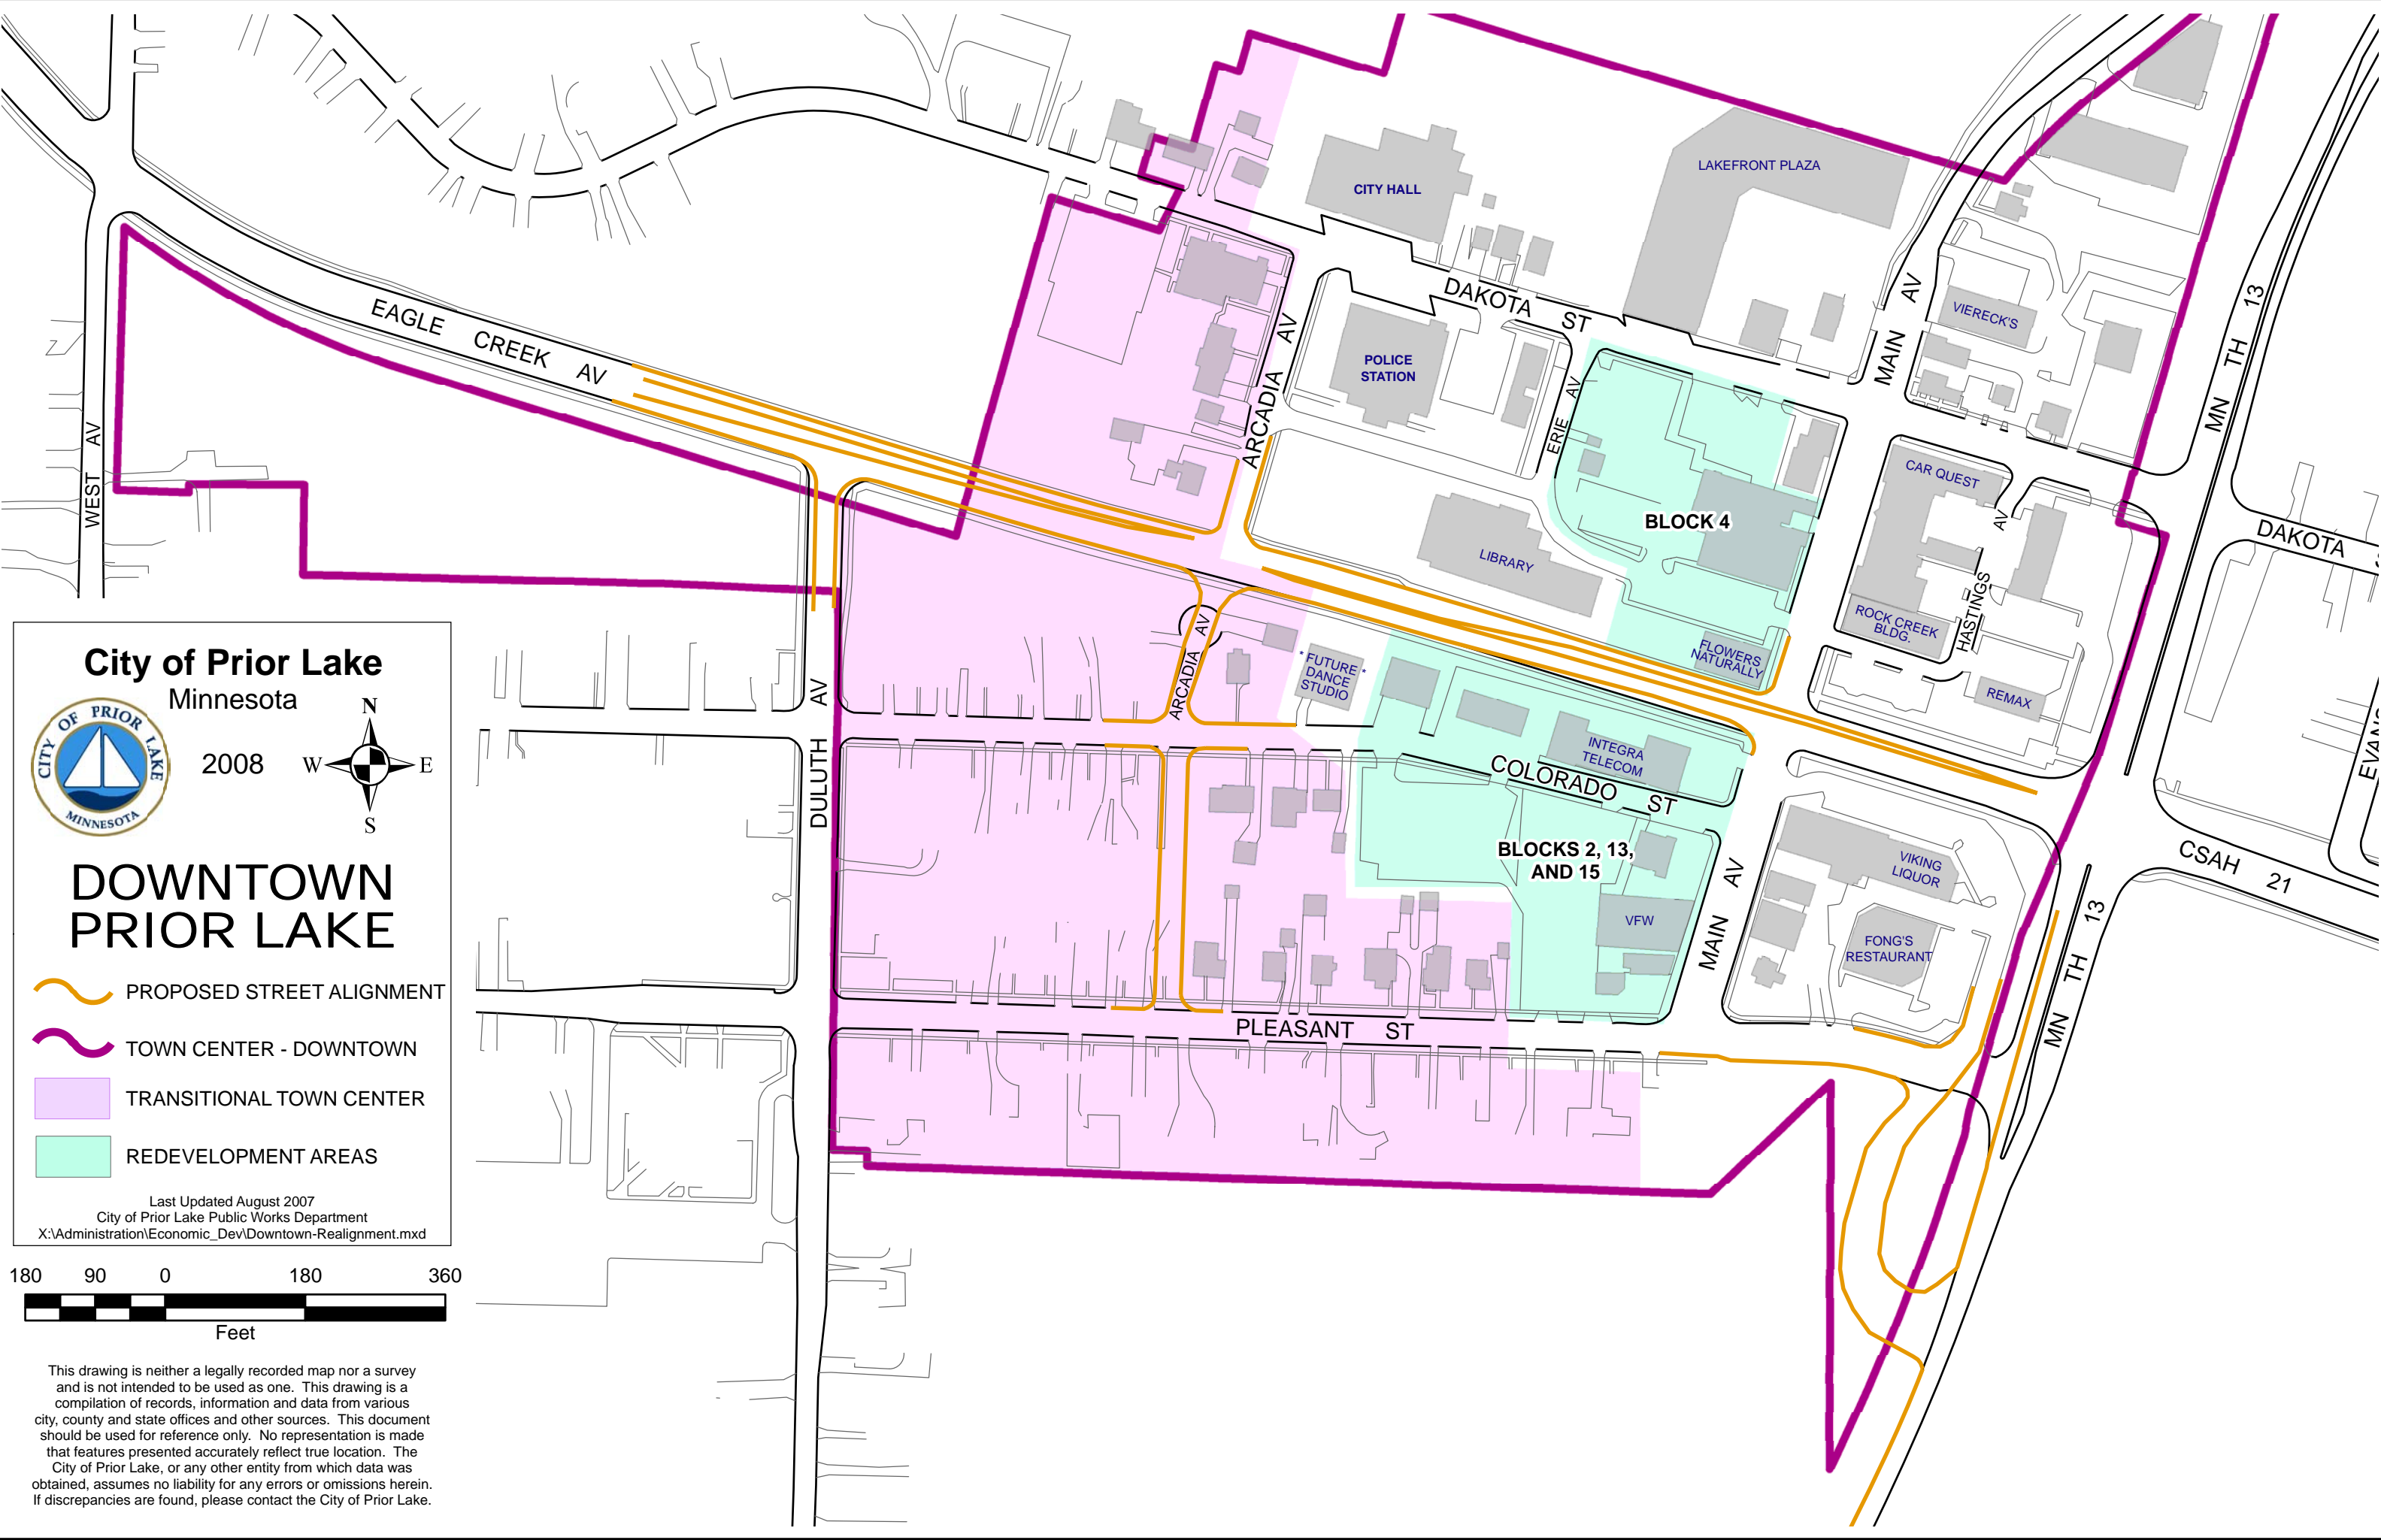 LAKEFRONT PLAZA
CITY HALL
MN TH 13
MAIN AV
VIERECK'S
DAKOTA ST
EAGLE CREEK AV
ARCADIA AV
POLICE
STATION
ERIE AV
WEST AV
CAR QUEST
BLOCK 4
AV
HASTINGS
DAKOTA
LIBRARY
ROCK CREEK
BLDG.
FLOWERS
NATURALLY
REMAX
ARCADIA AV
* FUTURE *
DANCE
STUDIO
DULUTH AV
INTEGRA
TELECOM
COLORADO ST
EVANS
BLOCKS 2, 13,
AND 15
VIKING
LIQUOR
CSAH 21
VFW
MAIN AV
FONG'S
RESTAURANT
MN TH 13
PLEASANT ST
City of Prior Lake
Minnesota
CITY OF PRIOR LAKE
MINNESOTA
2008
N
W
E
S
DOWNTOWN
PRIOR LAKE
PROPOSED STREET ALIGNMENT
TOWN CENTER - DOWNTOWN
TRANSITIONAL TOWN CENTER
REDEVELOPMENT AREAS
Last Updated August 2007
City of Prior Lake Public Works Department
X:\Administration\Economic_Dev\Downtown-Realignment.mxd
180 90 0 180 360
Feet
This drawing is neither a legally recorded map nor a survey
and is not intended to be used as one. This drawing is a
compilation of records, information and data from various
city, county and state offices and other sources. This document
should be used for reference only. No representation is made
that features presented accurately reflect true location. The
City of Prior Lake, or any other entity from which data was
obtained, assumes no liability for any errors or omissions herein.
If discrepancies are found, please contact the City of Prior Lake.